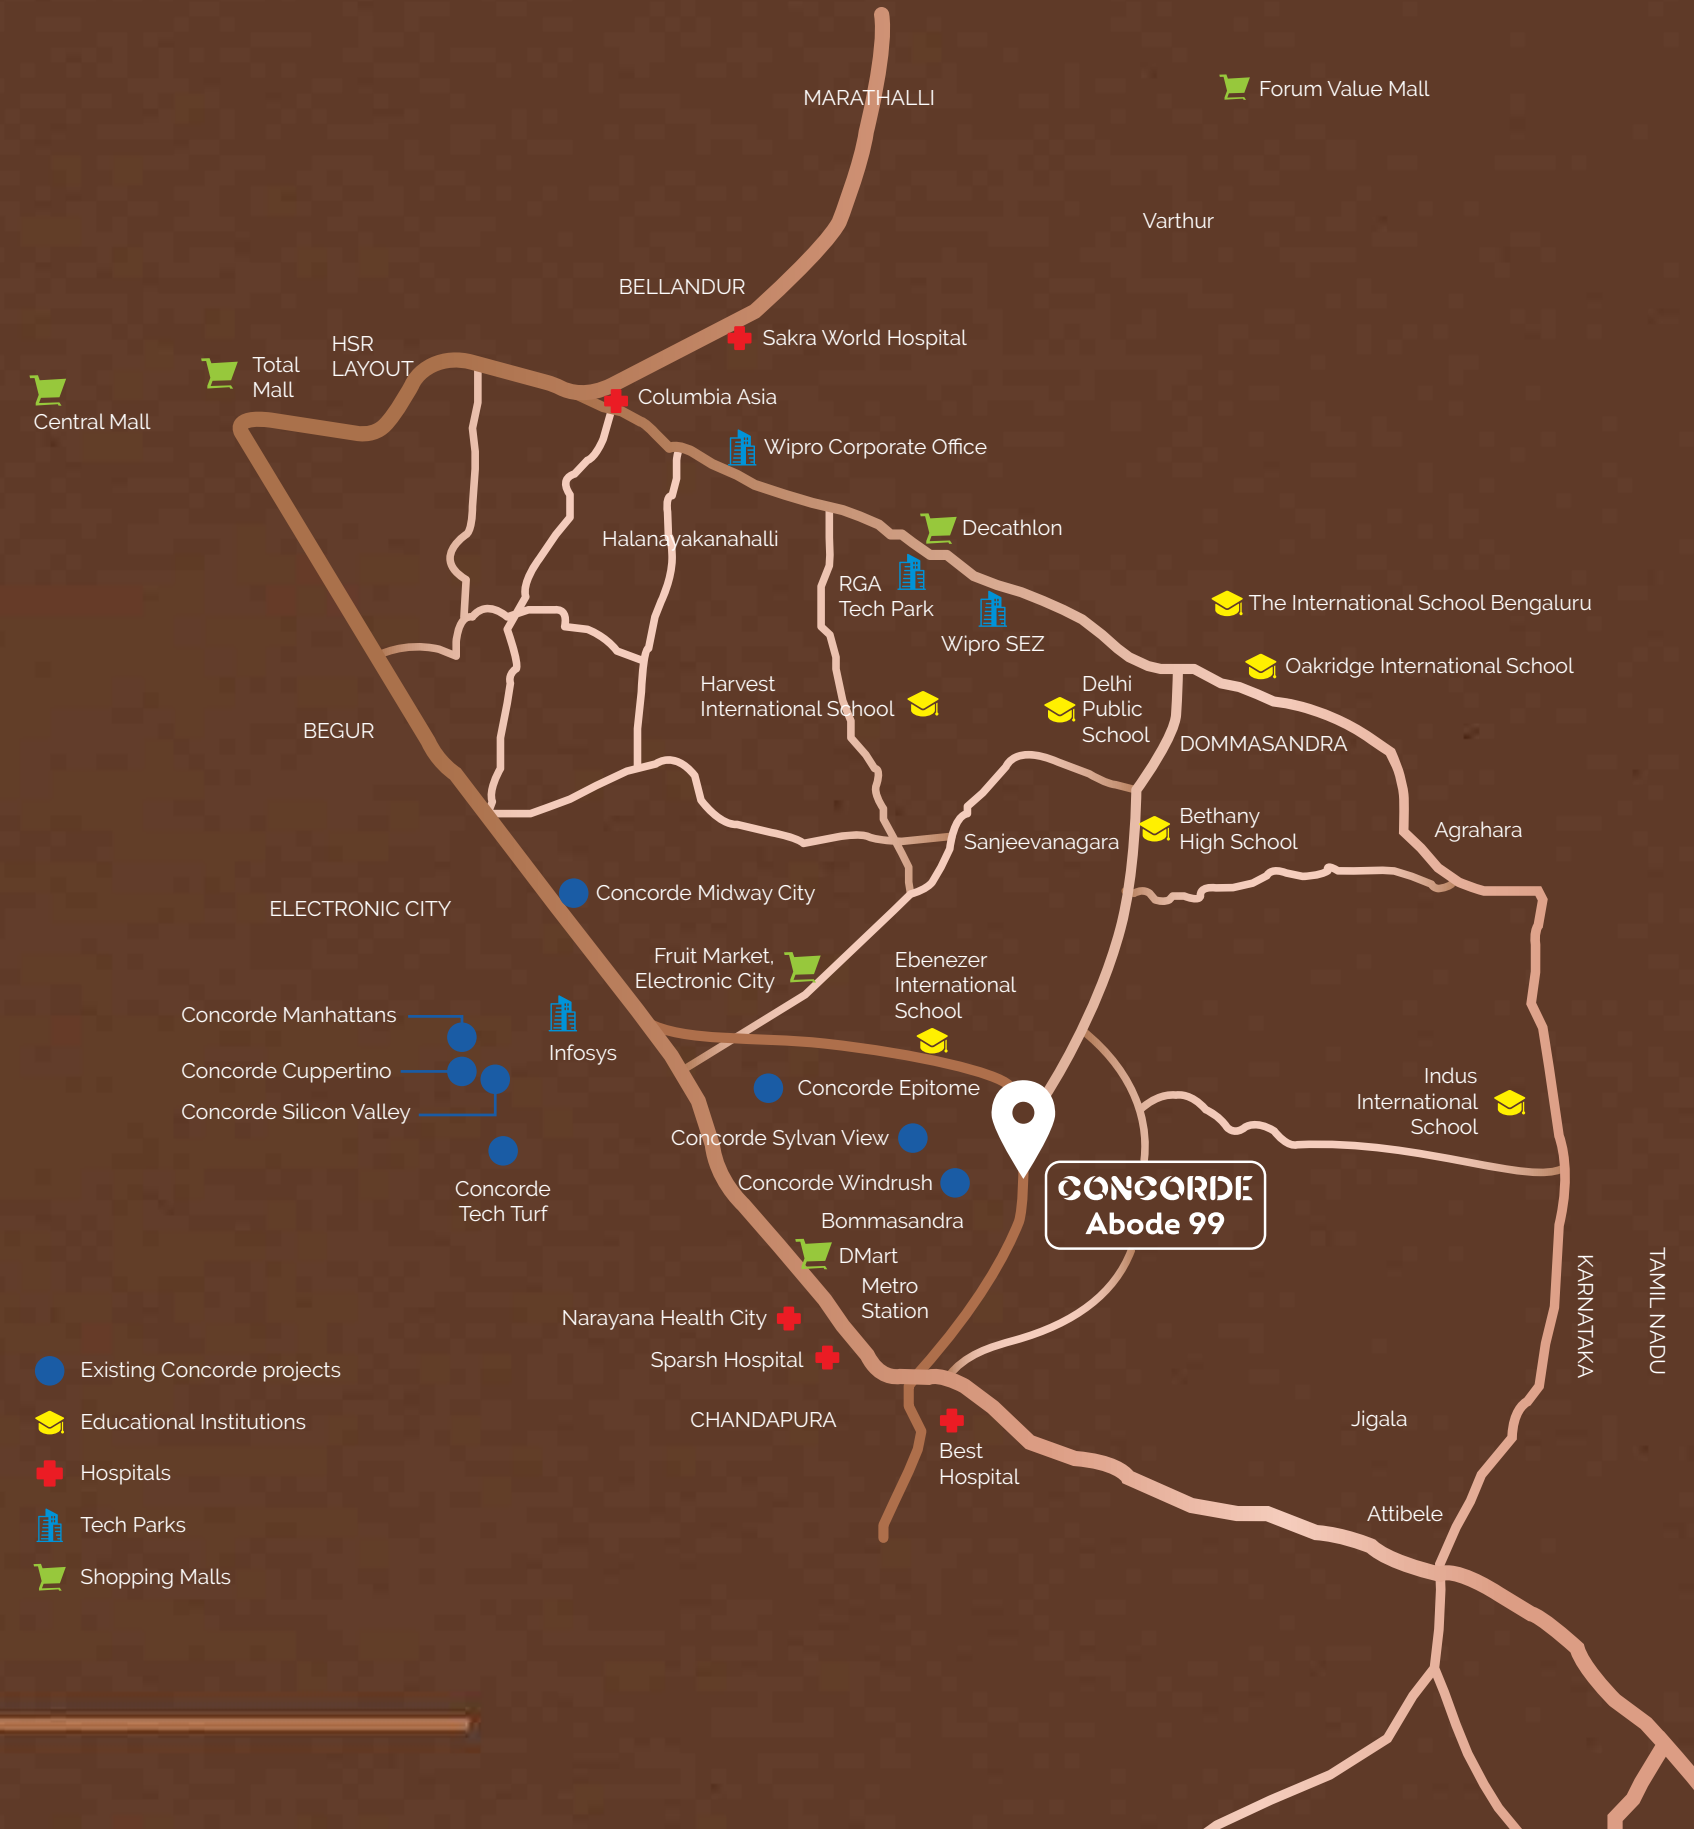 MARATHALLI
Forum Value Mall
Varthur
BELLANDUR
Sakra World Hospital
HSR
LAYOUT
Total
Mall
Central Mall
Columbia Asia
Wipro Corporate Office
Decathlon
Halanayakanahalli
RGA
Tech Park
Wipro SEZ
The International School Bengaluru
Oakridge International School
Harvest
International School
Delhi
Public
School
BEGUR
DOMMASANDRA
Bethany
High School
Agrahara
Sanjeevanagara
Concorde Midway City
ELECTRONIC CITY
Fruit Market,
Electronic City
Ebenezer
International
School
Concorde Manhattans
Infosys
Concorde Cuppertino
Concorde Silicon Valley
Concorde Epitome
Indus
International
School
Concorde Sylvan View
Concorde Windrush
Concorde
Tech Turf
CONCORDE
Abode 99
Bommasandra
DMart
Metro
Station
KARNATAKA
TAMIL NADU
Narayana Health City
Sparsh Hospital
CHANDAPURA
Best
Hospital
Jigala
Attibele
Existing Concorde projects
Educational Institutions
Hospitals
Tech Parks
Shopping Malls